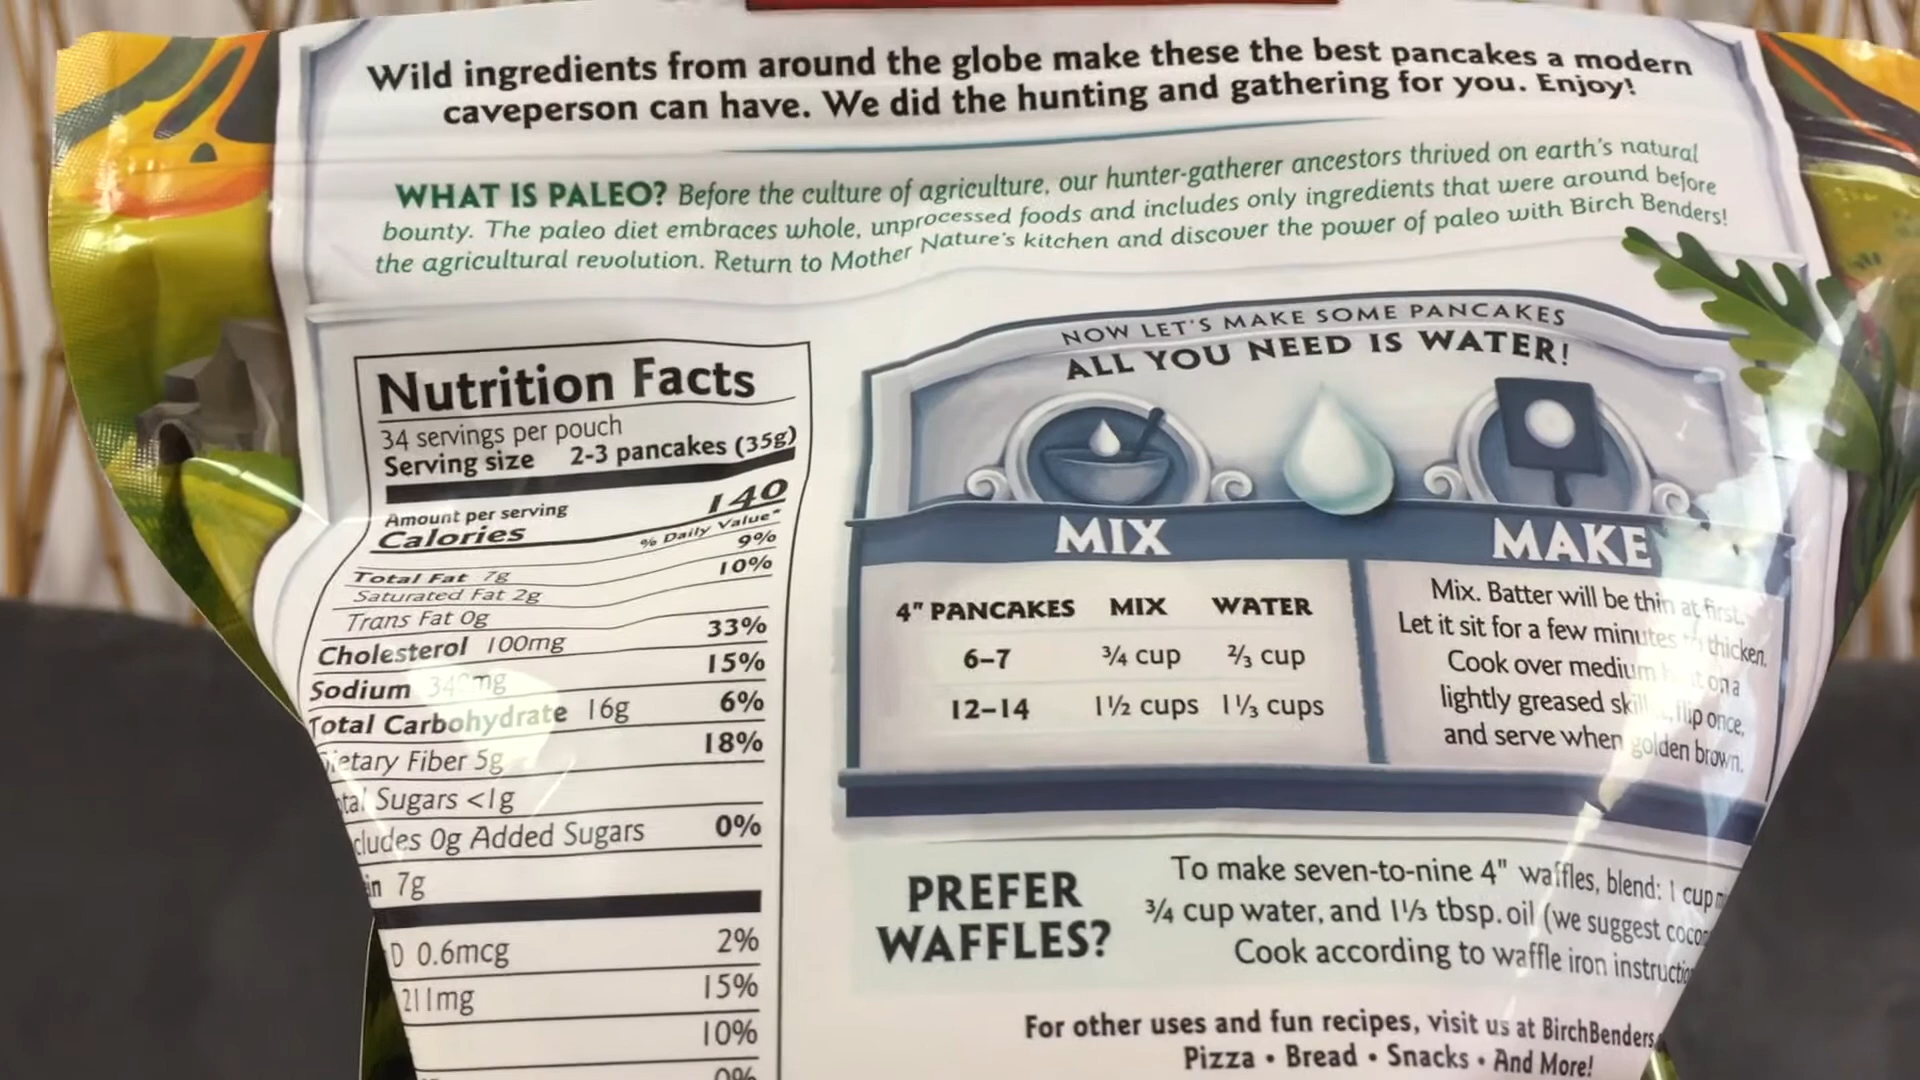 Wild ingredients from around the globe make these the best pancakes a modern
caveperson can have. We did the hunting and gathering for you. Enjoy!
WHAT IS PALEO? Before the culture of agriculture, our hunter-gatherer ancestors thrived on earth's natural
bounty. The paleo diet embraces whole, unprocessed foods and includes only ingredients that were around before
the agricultural revolution. Return to Mother Nature's kitchen and discover the power of paleo with Birch Benders!
Nutrition Facts
34 servings per pouch
Serving size 2-3 pancakes (35g)
Amount per serving
Calories 140
% Daily Value*
Total Fat 7g 9%
Saturated Fat 2g 10%
Trans Fat 0g
Cholesterol 100mg 33%
Sodium 15%
Total Carbohydrate 16g 6%
Dietary Fiber 5g 18%
Total Sugars <1g
cludes 0g Added Sugars 0%
in 7g
D 0.6mcg 2%
211mg 15%
10%
0%
NOW LET'S MAKE SOME PANCAKES
ALL YOU NEED IS WATER!
MIX
4" PANCAKES MIX WATER
6–7 ¾ cup ⅔ cup
12–14 1½ cups 1⅓ cups
MAKE
Mix. Batter will be thin at first.
Let it sit for a few minutes thicken.
Cook over medium on a
lightly greased flip once,
and serve when golden brown.
PREFER
WAFFLES?
To make seven-to-nine 4" waffles, blend: 1 cup
¾ cup water, and 1⅓ tbsp. oil (we suggest
Cook according to waffle iron
For other uses and fun recipes, visit us at BirchBenders
Pizza • Bread • Snacks • And More!